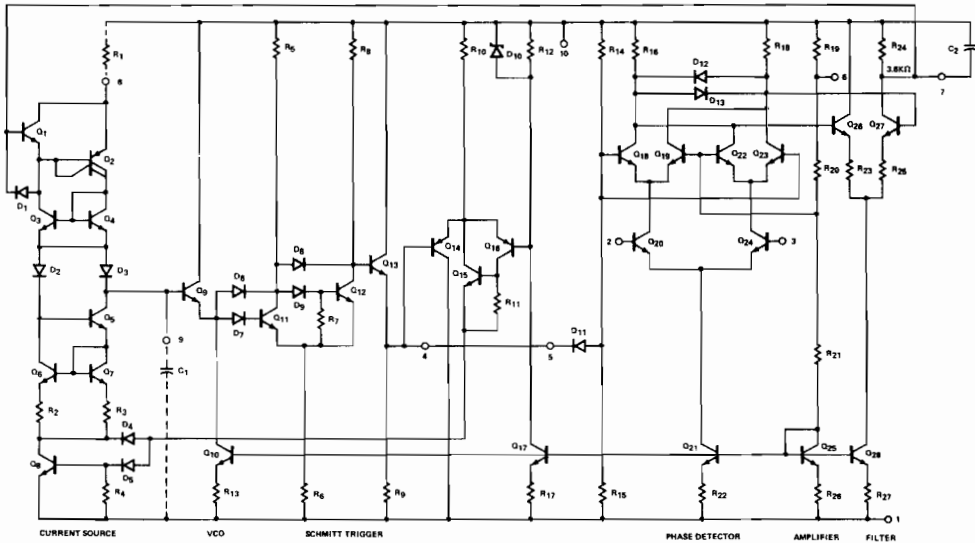 R1
R5
R8
R10
D10
R12
10
R14
R16
R18
R19
R24
C2
6
D12
6
3.6KΩ
7
D13
Q1
Q2
Q26
Q27
Q18
Q19
Q22
Q23
R20
R23
R25
D1
Q3
Q4
Q14
Q16
2
Q20
Q24
3
D2
D3
D6
Q13
Q15
Q9
D8
D9
Q12
R11
Q11
R7
D7
Q5
D11
9
4
5
C1
R21
Q6
Q7
R2
R3
D4
Q8
D5
Q10
Q17
Q21
Q25
Q28
R4
R13
R6
R9
R17
R15
R22
R26
R27
1
CURRENT SOURCE
VCO
SCHMITT TRIGGER
PHASE DETECTOR
AMPLIFIER
FILTER